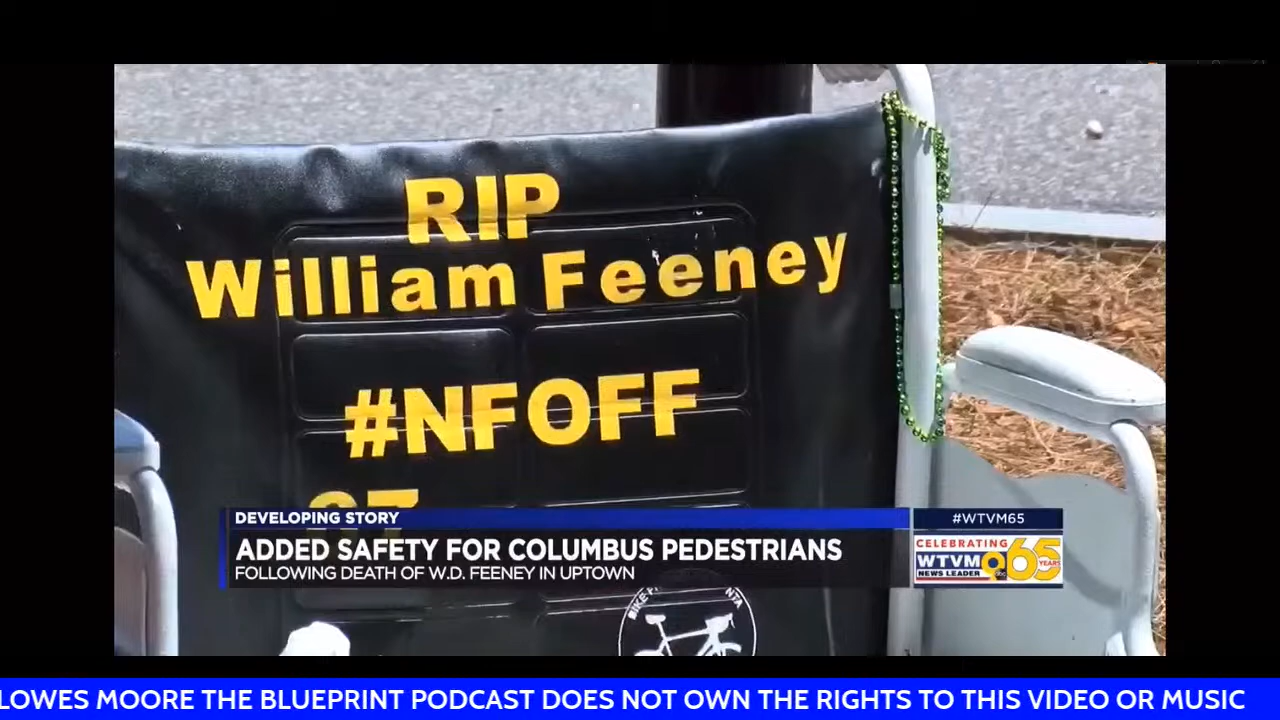 RIP
William Feeney
#NFOFF
DEVELOPING STORY
#WTVM65
ADDED SAFETY FOR COLUMBUS PEDESTRIANS
FOLLOWING DEATH OF W.D. FEENEY IN UPTOWN
CELEBRATING
WTVM 9 65
NEWS LEADER abc YEARS
LOWES MOORE THE BLUEPRINT PODCAST DOES NOT OWN THE RIGHTS TO THIS VIDEO OR MUSIC